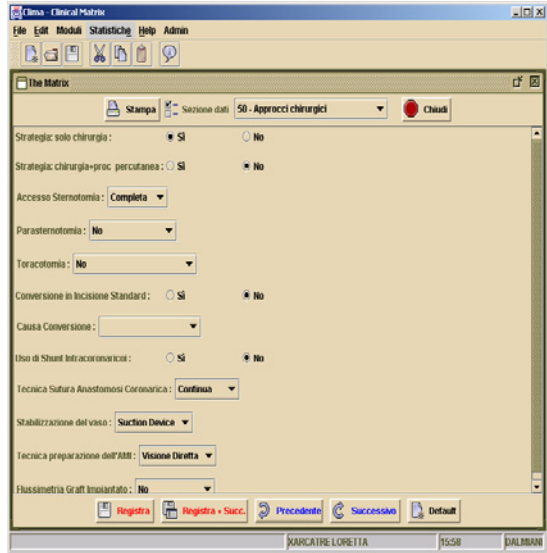 Clima - Clinical Matrix
File Edit Moduli Statistiche Help Admin
The Matrix
Stampa Sezione dati 50 - Approcci chirurgici Chiudi
Strategia: solo chirurgia : Sì No
Strategia: chirurgia+proc percutanea : Sì No
Accesso Sternotomia : Completa
Parasternotomia : No
Toracotomia : No
Conversione in Incisione Standard : Sì No
Causa Conversione :
Uso di Shunt Intracoronaricoi : Sì No
Tecnica Sutura Anastomosi Coronarica : Continua
Stabilizzazione del vaso : Suction Device
Tecnica preparazione dell'AMI : Visione Diretta
Flussimetria Graft Impiantato : No
Registra Registra + Succ. Precedente Successivo Default
XARCATRE LORETTA 15:58 DALMIANI